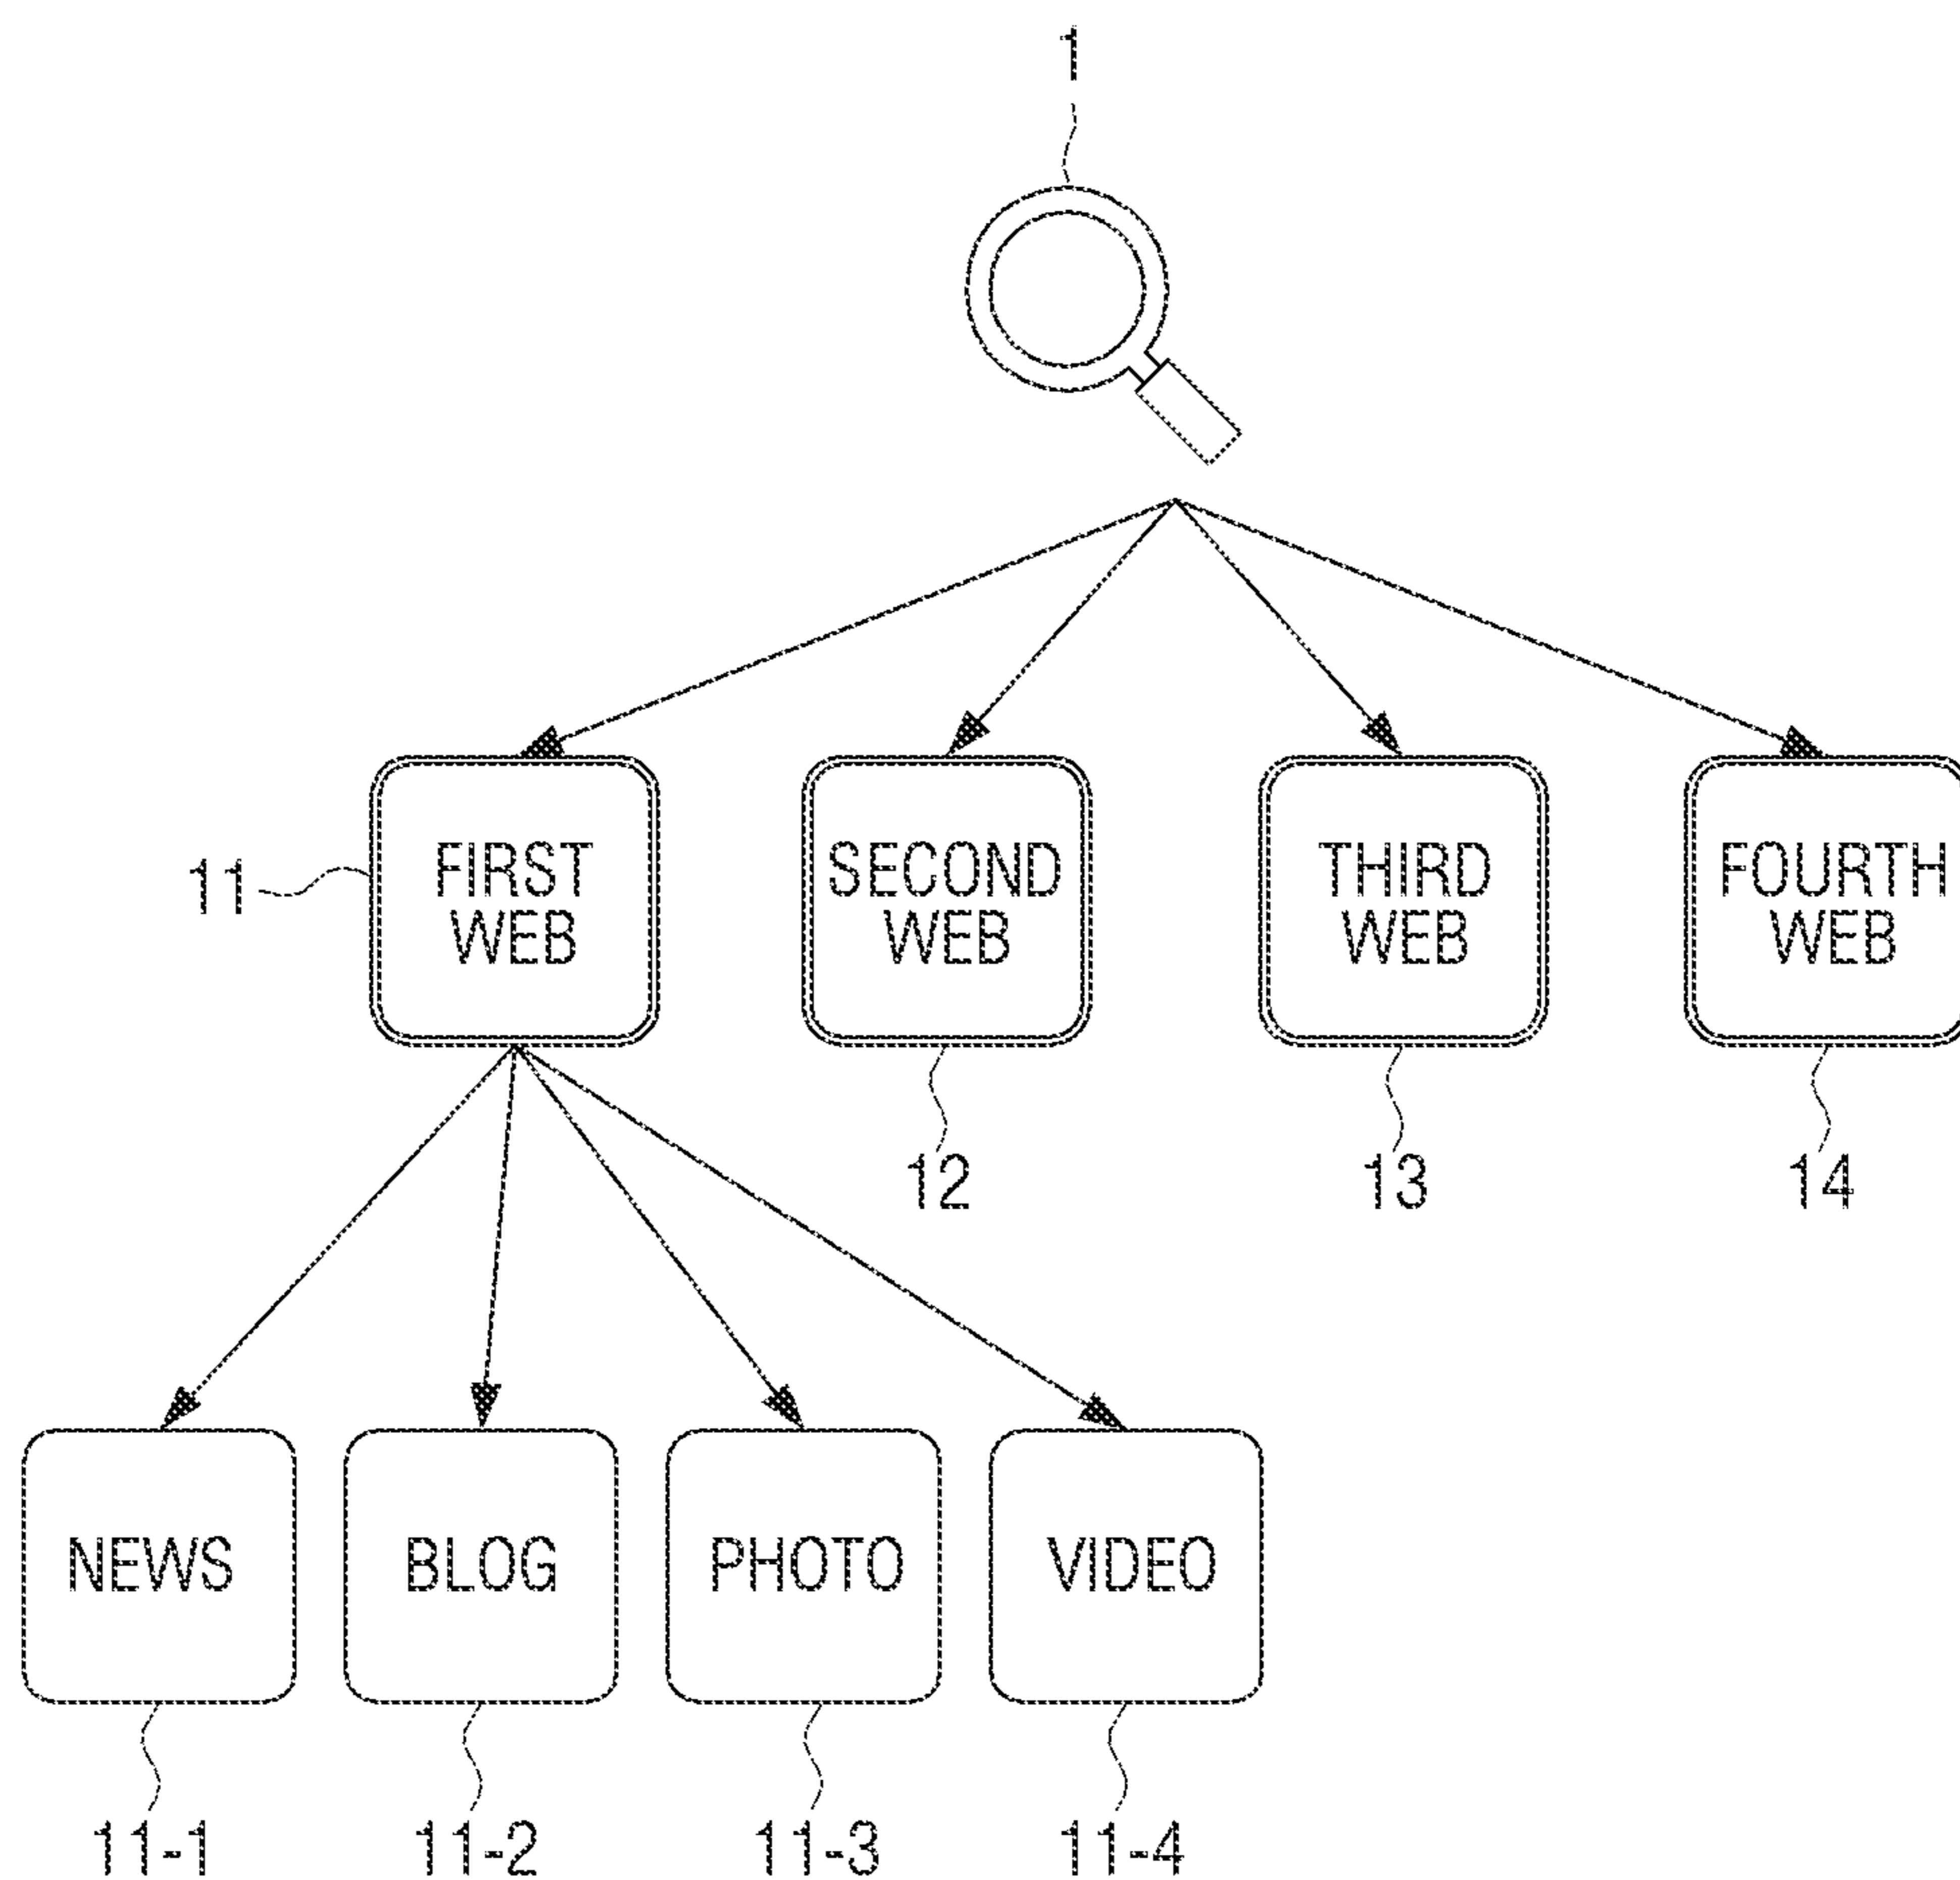 1
11
FIRST
WEB
SECOND
WEB
THIRD
WEB
FOURTH
WEB
12
13
14
NEWS
BLOG
PHOTO
VIDEO
11-1
11-2
11-3
11-4